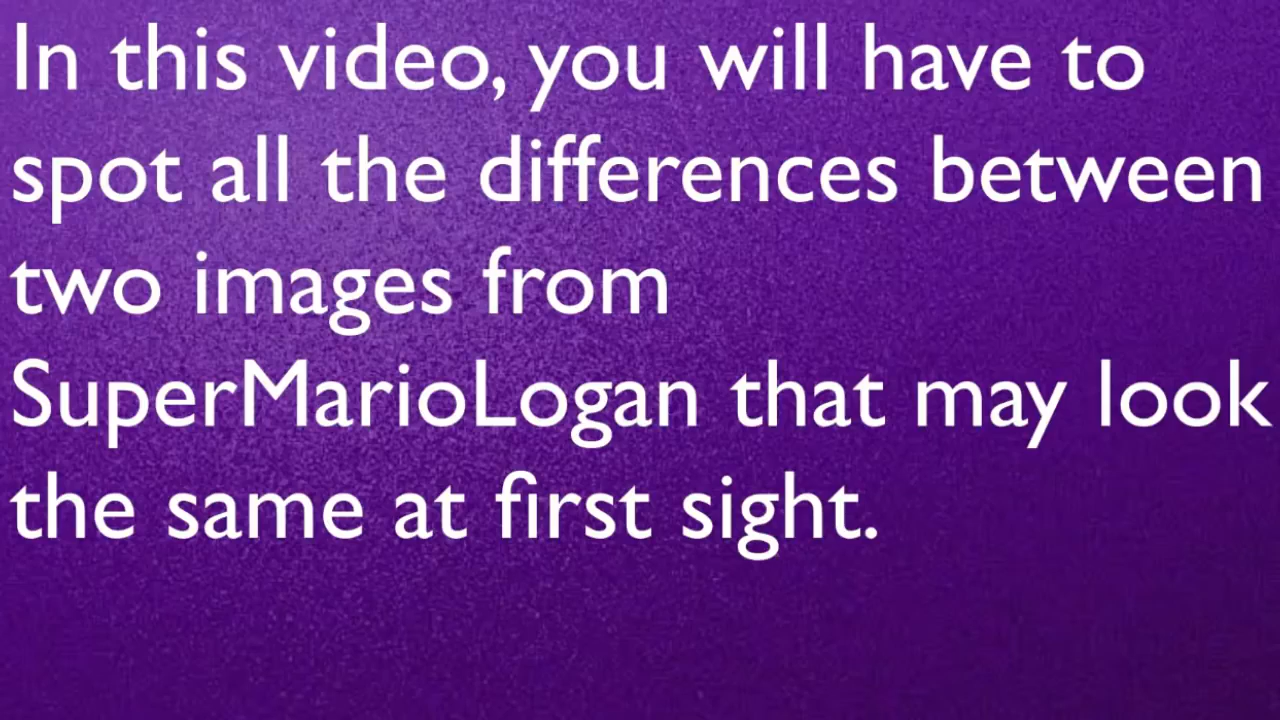 In this video, you will have to
spot all the differences between
two images from
SuperMarioLogan that may look
the same at first sight.